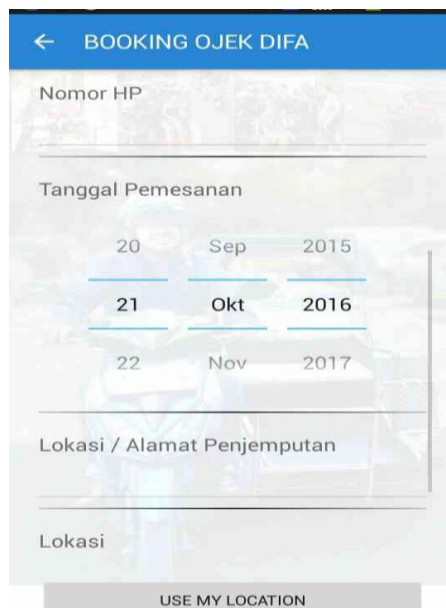 ← BOOKING OJEK DIFA
Nomor HP
Tanggal Pemesanan
20 Sep 2015
21 Okt 2016
22 Nov 2017
Lokasi / Alamat Penjemputan
Lokasi
USE MY LOCATION